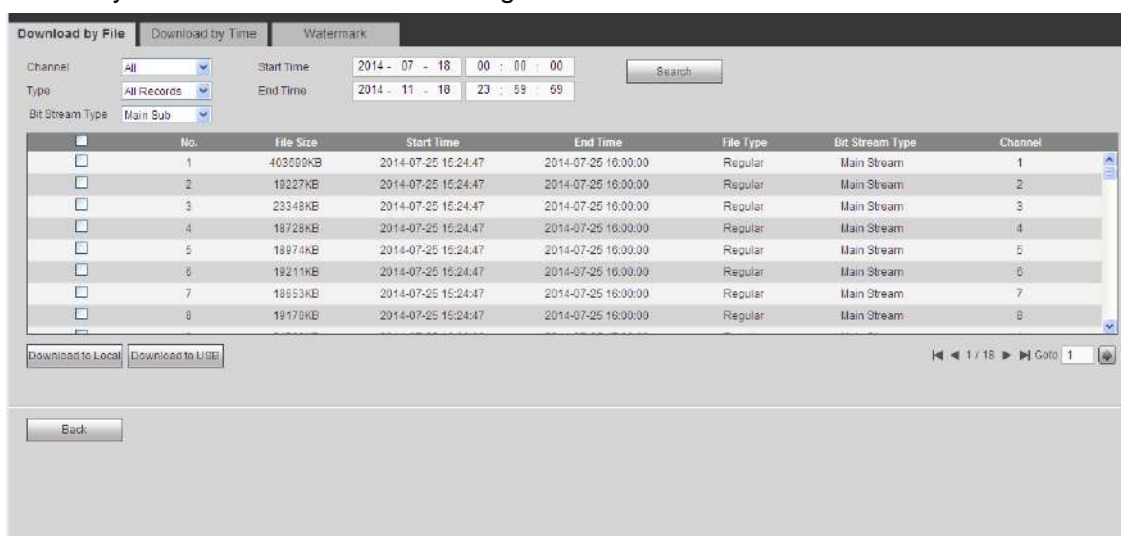 Download by File Download by Time Watermark
Channel All Start Time 2014 - 07 - 18 00 : 00 : 00 Search
Type All Records End Time 2014 - 11 - 18 23 : 59 : 59
Bit Stream Type Main Sub
No. File Size Start Time End Time File Type Bit Stream Type Channel
1 403699KB 2014-07-25 15:24:47 2014-07-25 16:00:00 Regular Main Stream 1
2 19227KB 2014-07-25 15:24:47 2014-07-25 16:00:00 Regular Main Stream 2
3 23348KB 2014-07-25 15:24:47 2014-07-25 16:00:00 Regular Main Stream 3
4 18728KB 2014-07-25 15:24:47 2014-07-25 16:00:00 Regular Main Stream 4
5 18974KB 2014-07-25 15:24:47 2014-07-25 16:00:00 Regular Main Stream 5
6 19211KB 2014-07-25 15:24:47 2014-07-25 16:00:00 Regular Main Stream 6
7 18653KB 2014-07-25 15:24:47 2014-07-25 16:00:00 Regular Main Stream 7
8 19179KB 2014-07-25 15:24:47 2014-07-25 16:00:00 Regular Main Stream 8
Download to Local Download to USB 1 / 18 Goto 1
Back